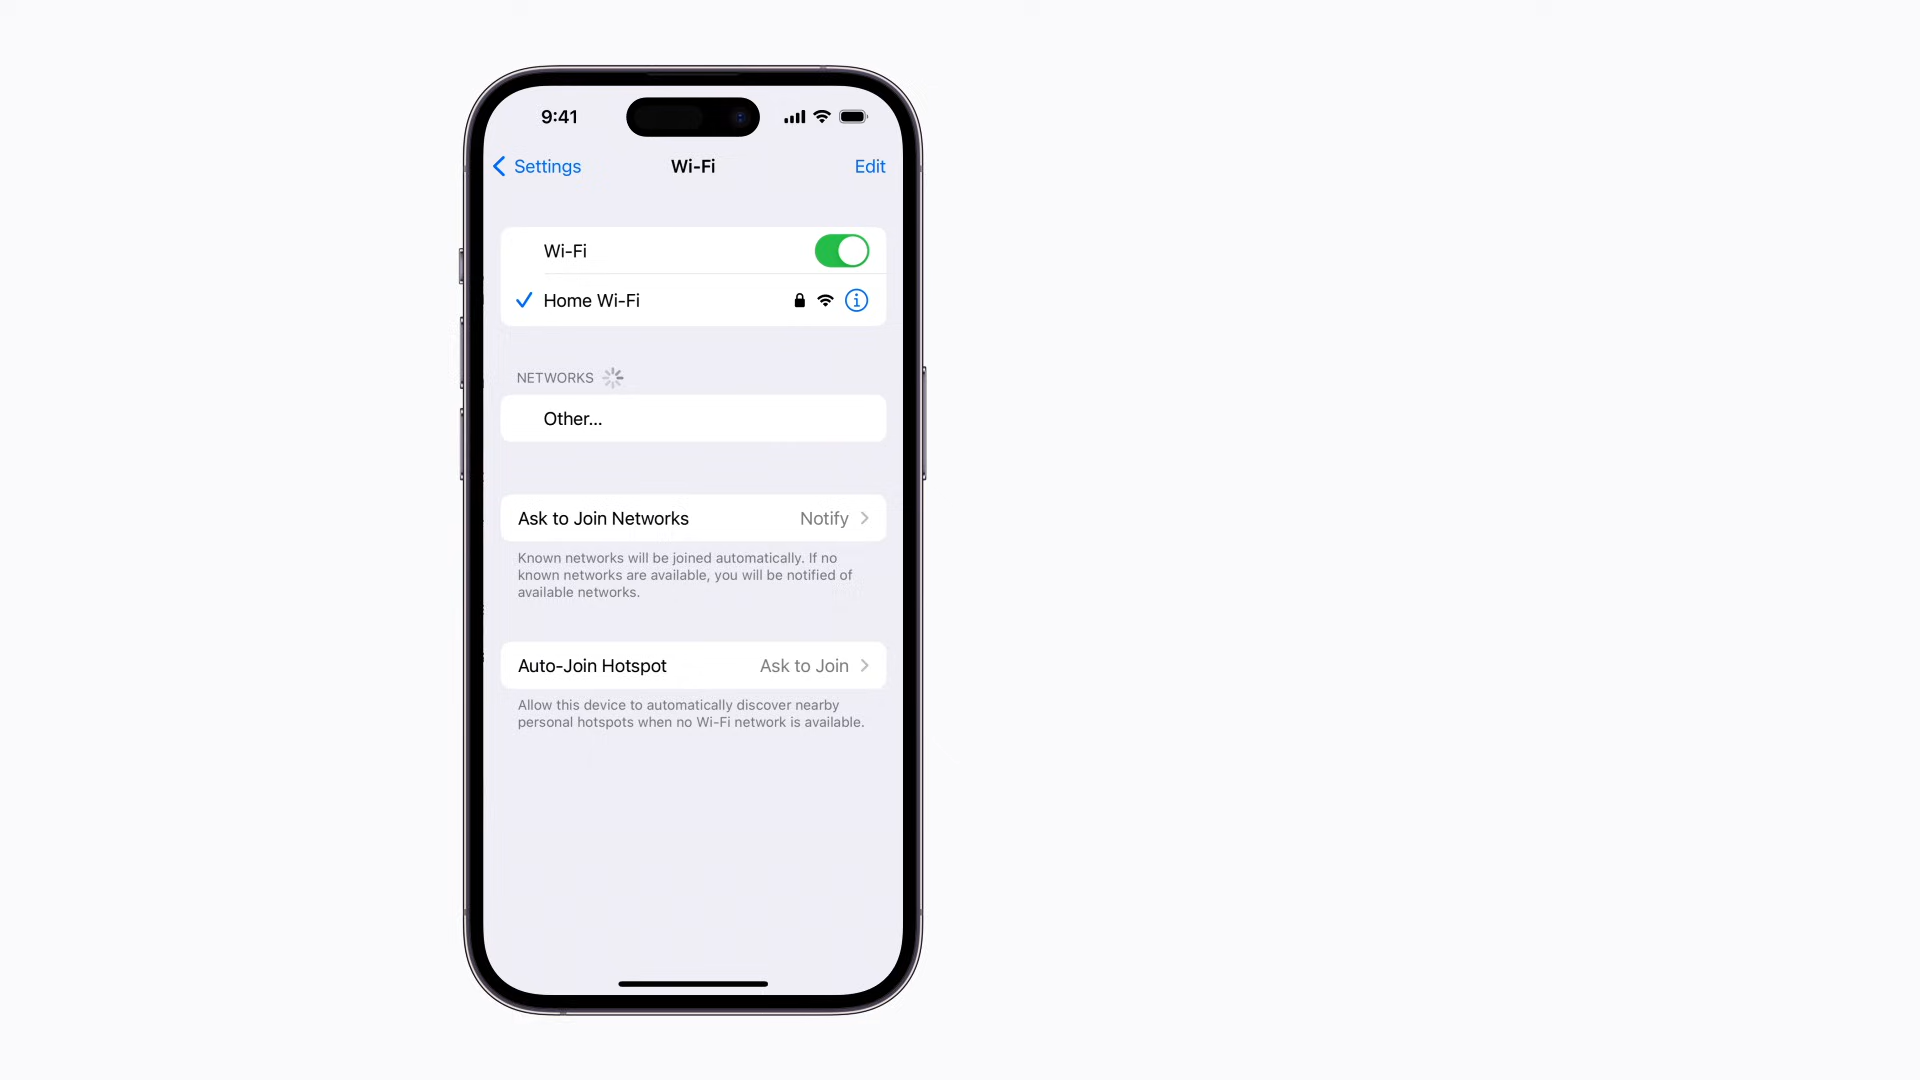 9:41
Settings
Wi-Fi
Edit
Wi-Fi
Home Wi-Fi
NETWORKS
Other...
Ask to Join Networks Notify
Known networks will be joined automatically. If no
known networks are available, you will be notified of
available networks.
Auto-Join Hotspot Ask to Join
Allow this device to automatically discover nearby
personal hotspots when no Wi-Fi network is available.